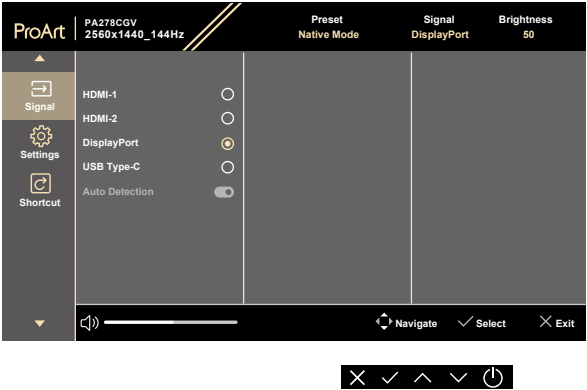 ProArt
PA278CGV
2560x1440_144Hz
Preset
Native Mode
Signal
DisplayPort
Brightness
50
Signal
Settings
Shortcut
HDMI-1
HDMI-2
DisplayPort
USB Type-C
Auto Detection
Navigate
Select
Exit